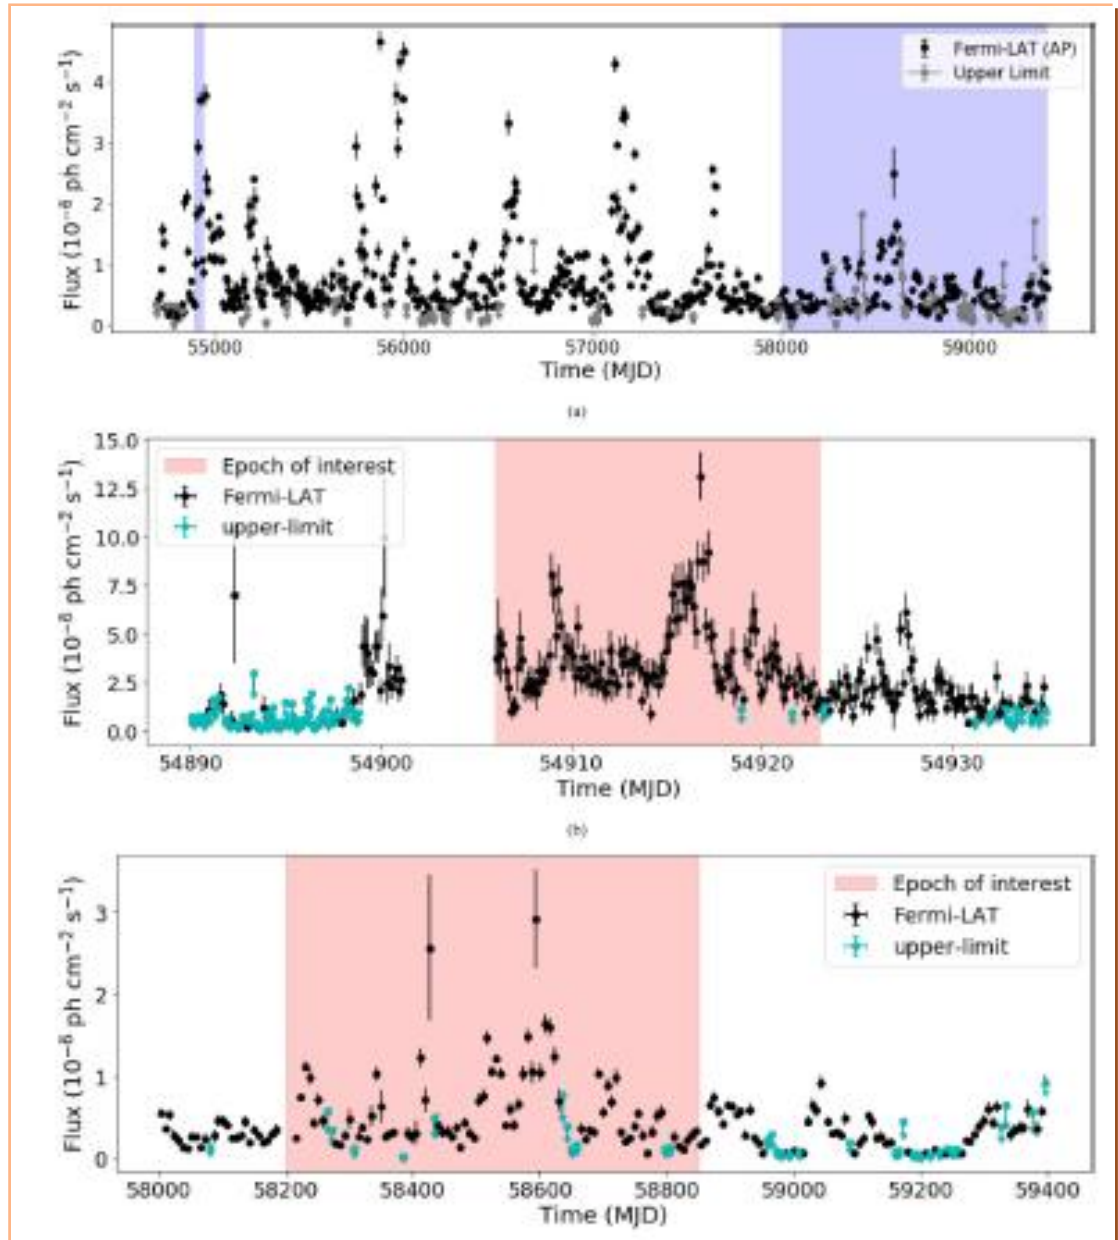 Flux (10⁻⁶ ph cm⁻² s⁻¹)
4
3
2
1
0
Fermi-LAT (AP)
Upper Limit
55000 56000 57000 58000 59000
Time (MJD)
(a)
Flux (10⁻⁶ ph cm⁻² s⁻¹)
15.0
12.5
10.0
7.5
5.0
2.5
0.0
Epoch of interest
Fermi-LAT
upper-limit
54890 54900 54910 54920 54930
Time (MJD)
(b)
Flux (10⁻⁶ ph cm⁻² s⁻¹)
3
2
1
0
Epoch of interest
Fermi-LAT
upper-limit
58000 58200 58400 58600 58800 59000 59200 59400
Time (MJD)